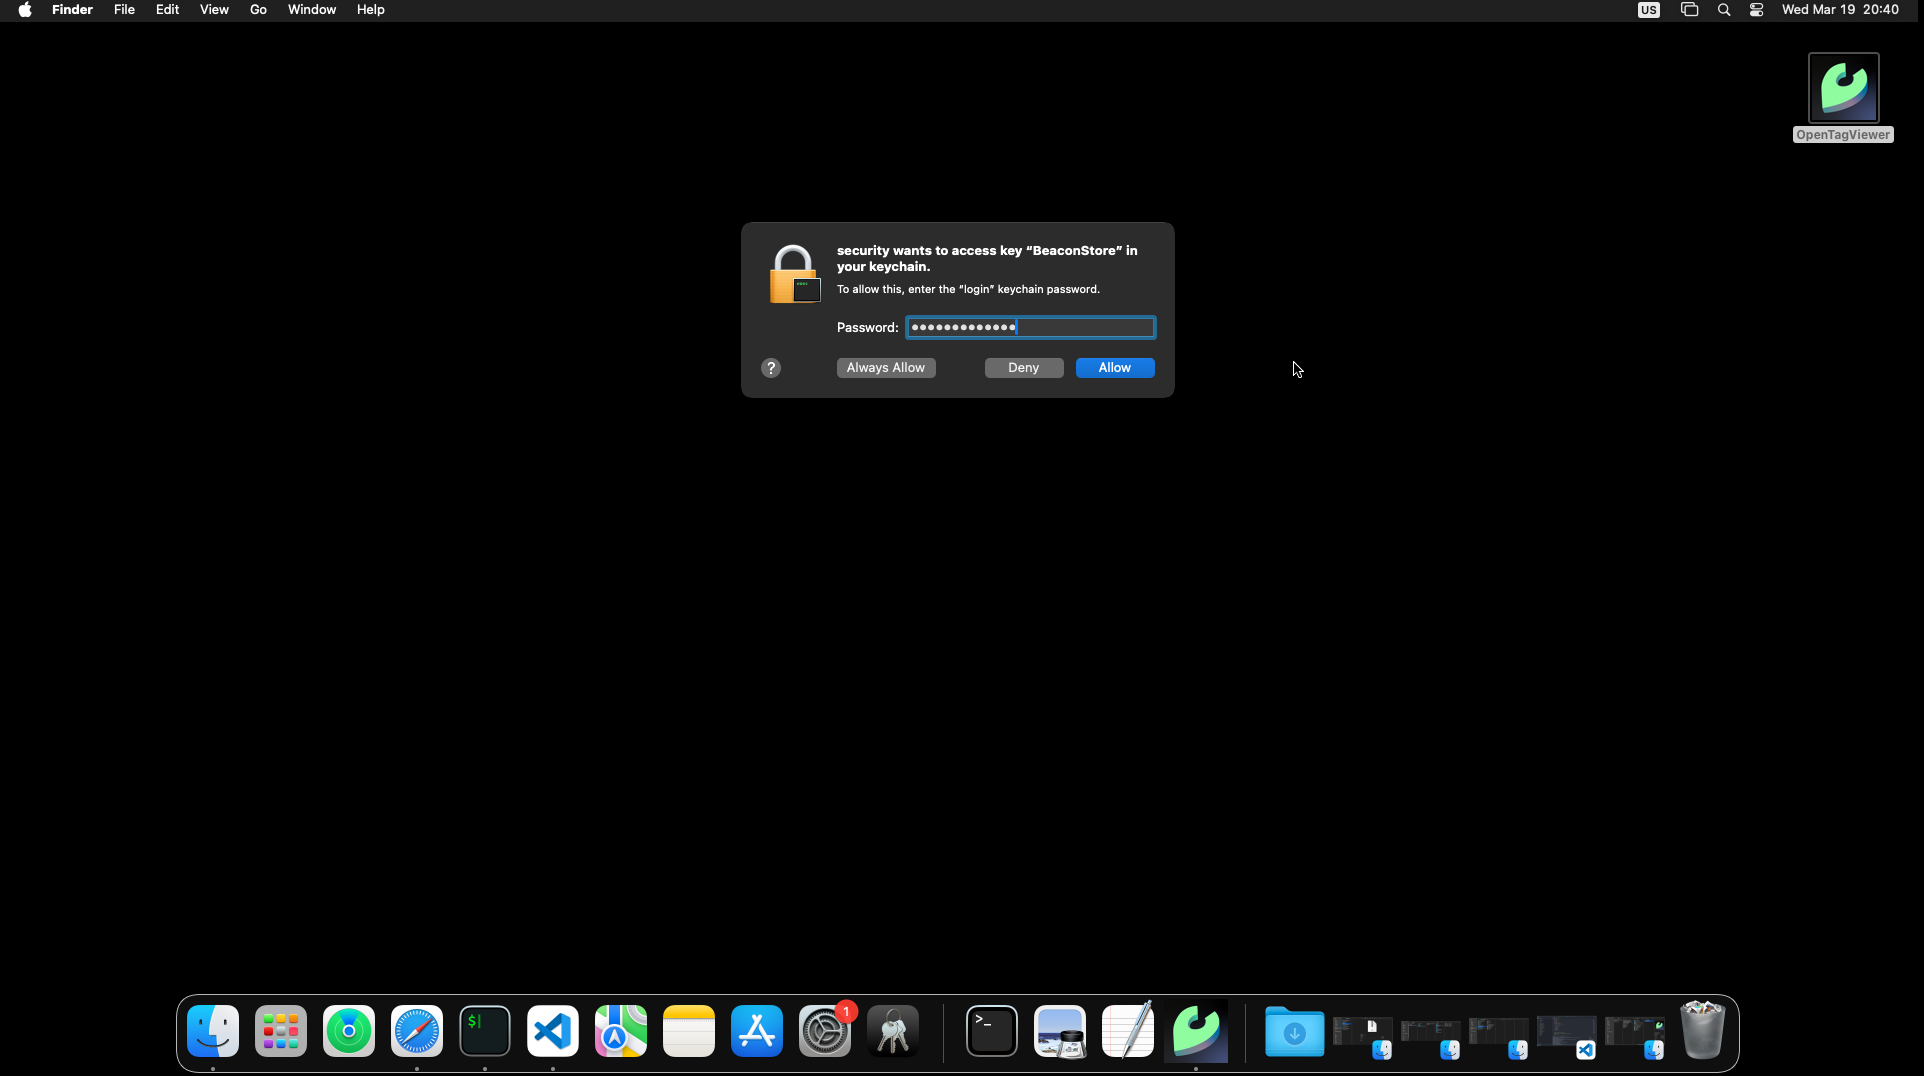 Finder File Edit View Go Window Help US Wed Mar 19 20:40
OpenTagViewer
security wants to access key “BeaconStore” in
your keychain.
To allow this, enter the “login” keychain password.
Password: •••••••••••••
? Always Allow Deny Allow
$
1
>_